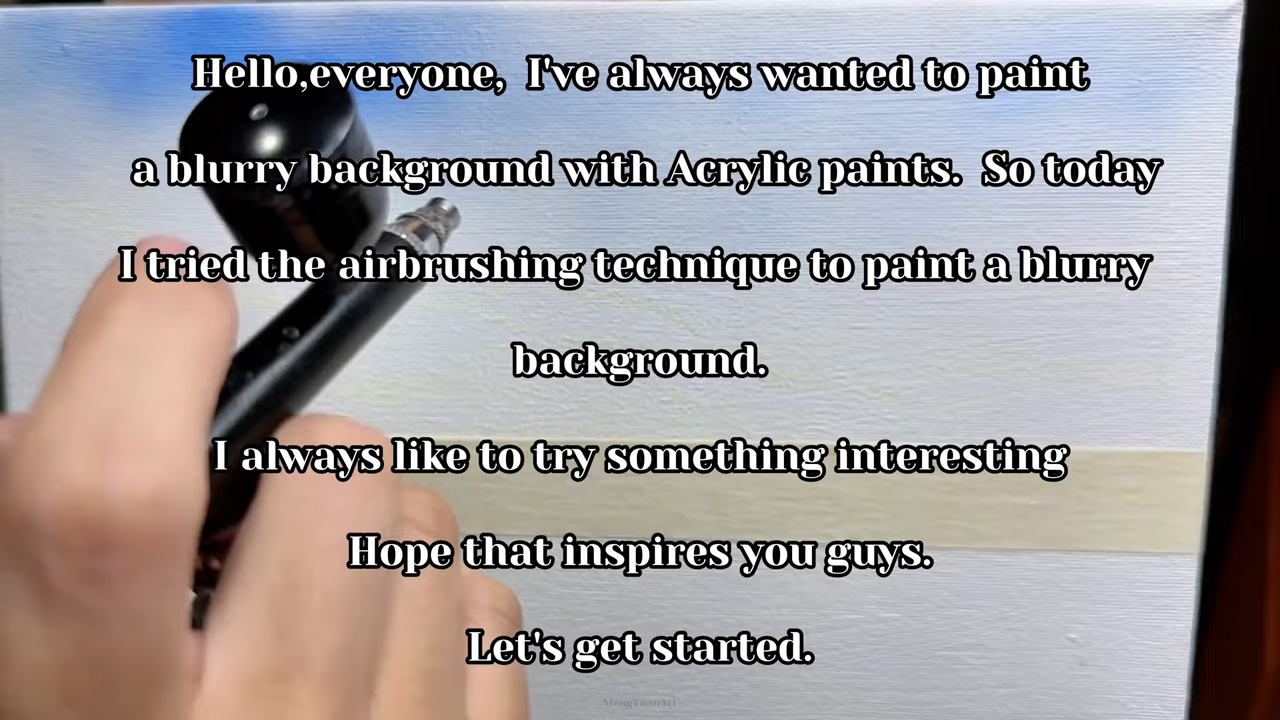 Hello,everyone,  I've always wanted to paint
a blurry background with Acrylic paints.  So today
I tried the airbrushing technique to paint a blurry
background.
I always like to try something interesting
Hope that inspires you guys.
Let's get started.
MengYuanArt